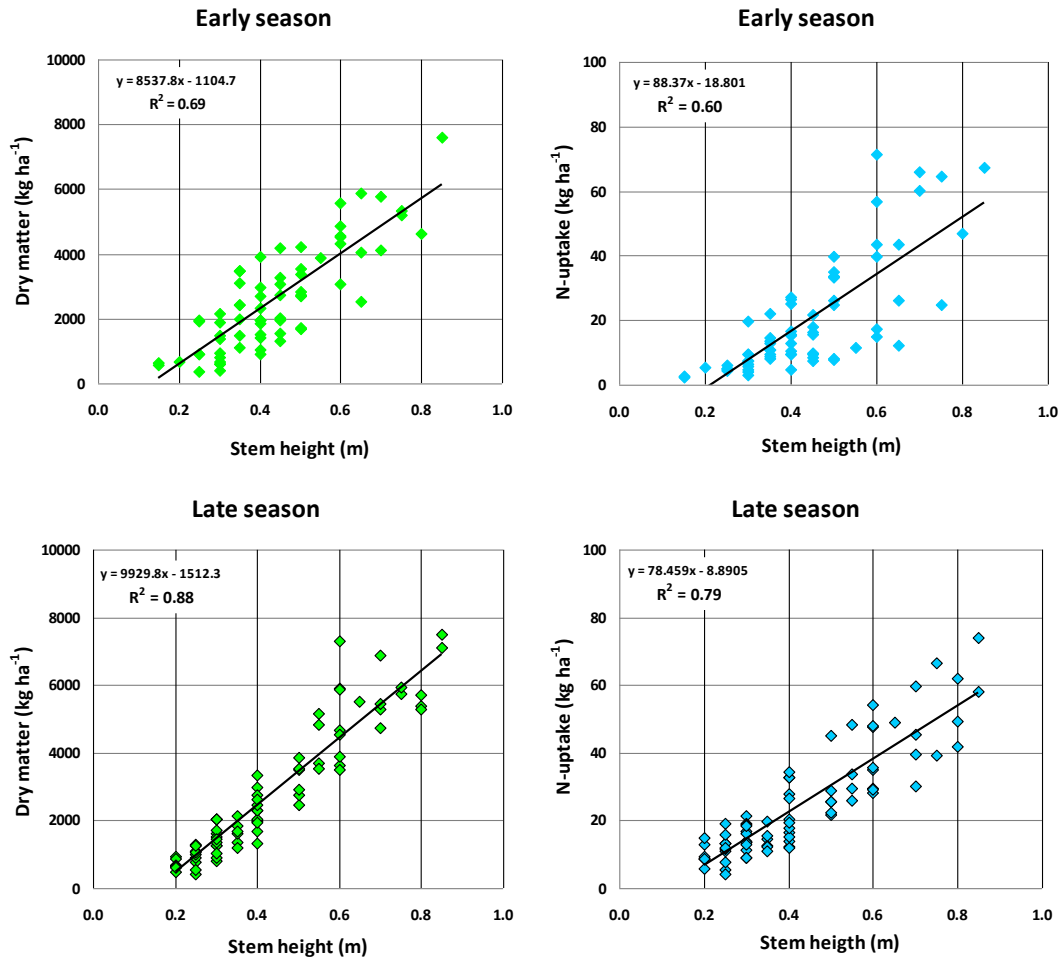 Early season
Dry matter (kg ha⁻¹)
10000
8000
6000
4000
2000
0
y = 8537.8x - 1104.7
R² = 0.69
0.0 0.2 0.4 0.6 0.8 1.0
Stem height (m)
Early season
N-uptake (kg ha⁻¹)
100
80
60
40
20
0
y = 88.37x - 18.801
R² = 0.60
0.0 0.2 0.4 0.6 0.8 1.0
Stem heigth (m)
Late season
Dry matter (kg ha⁻¹)
10000
8000
6000
4000
2000
0
y = 9929.8x - 1512.3
R² = 0.88
0.0 0.2 0.4 0.6 0.8 1.0
Stem height (m)
Late season
N-uptake (kg ha⁻¹)
100
80
60
40
20
0
y = 78.459x - 8.8905
R² = 0.79
0.0 0.2 0.4 0.6 0.8 1.0
Stem heigth (m)